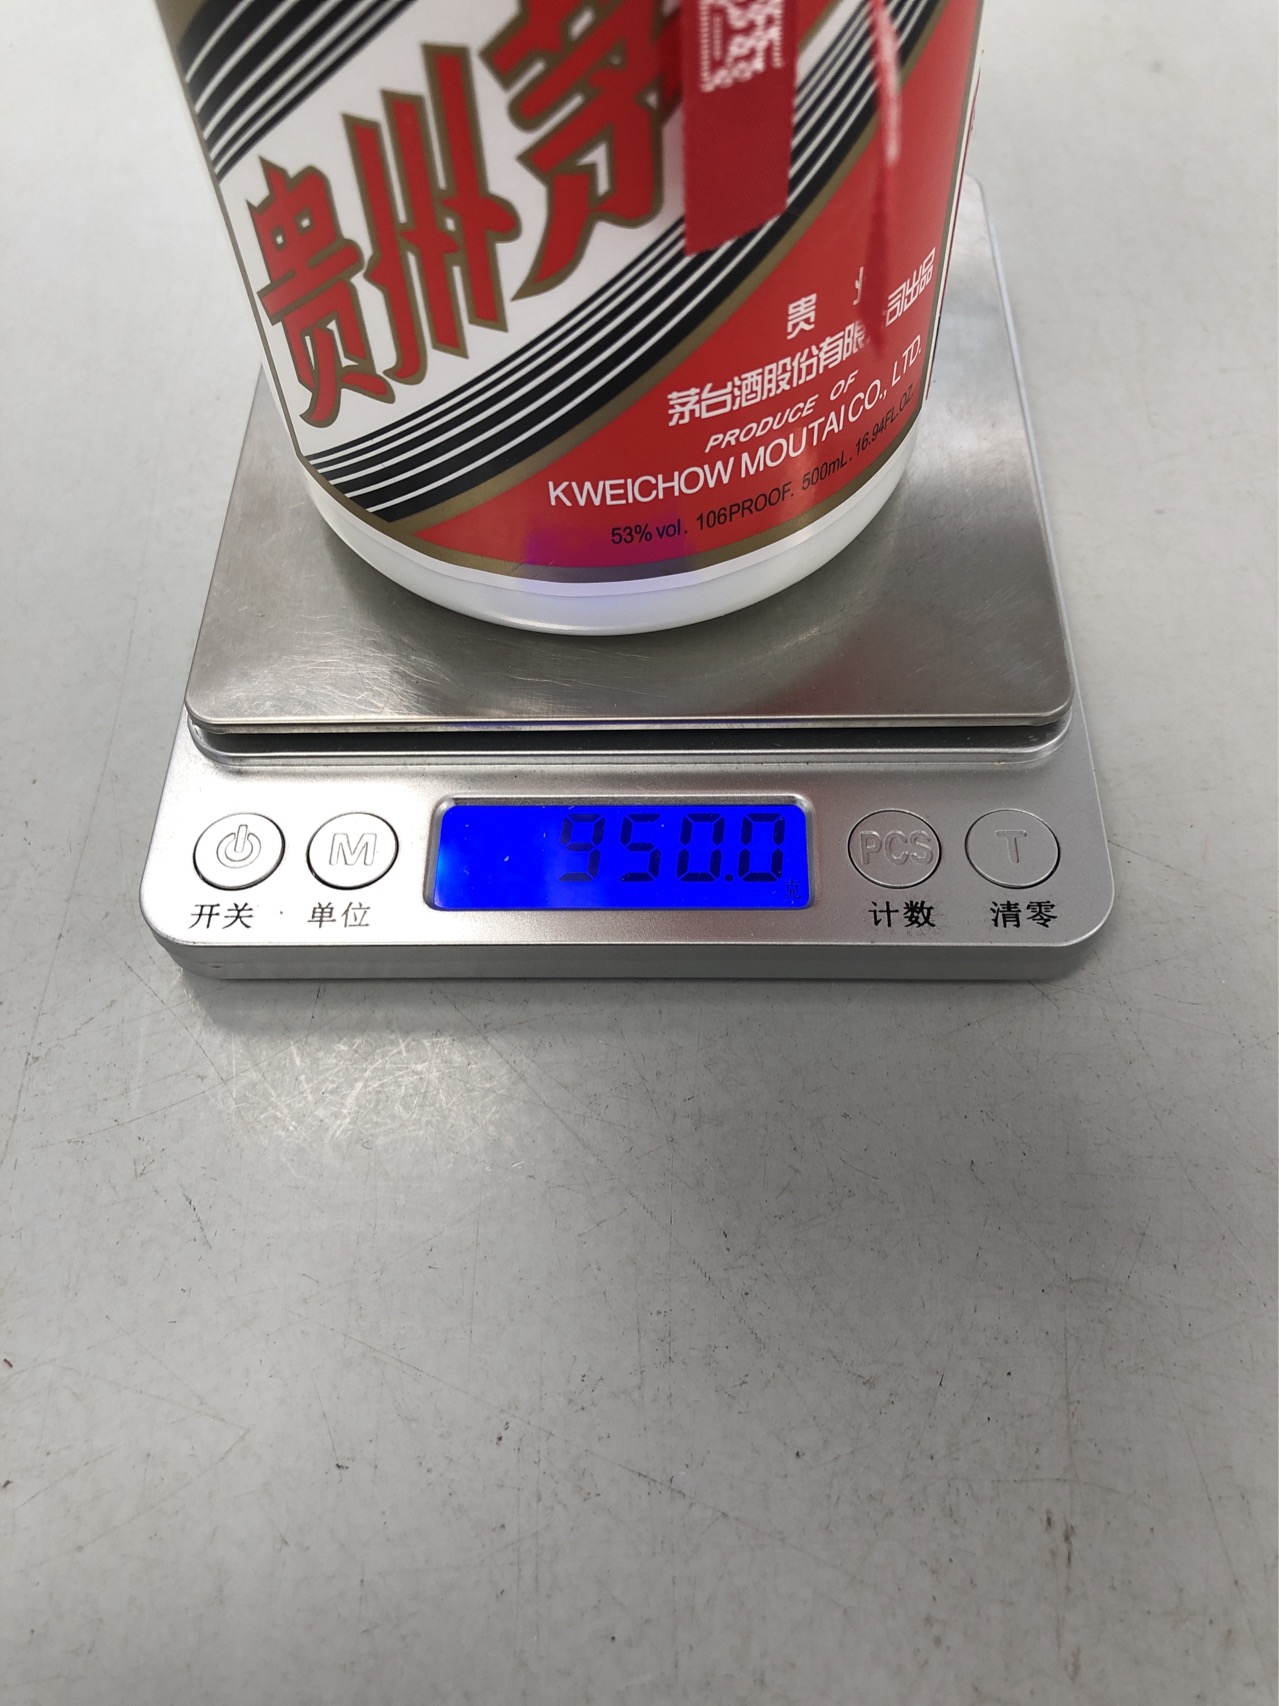 贵州茅
贵
茅台酒股份有限 司出品
PRODUCE OF
KWEICHOW MOUTAI CO., LTD.
53% vol. 106PROOF. 500mL. 16.94FL.OZ.
950.0
克
M
PCS
T
开关
单位
计数
清零